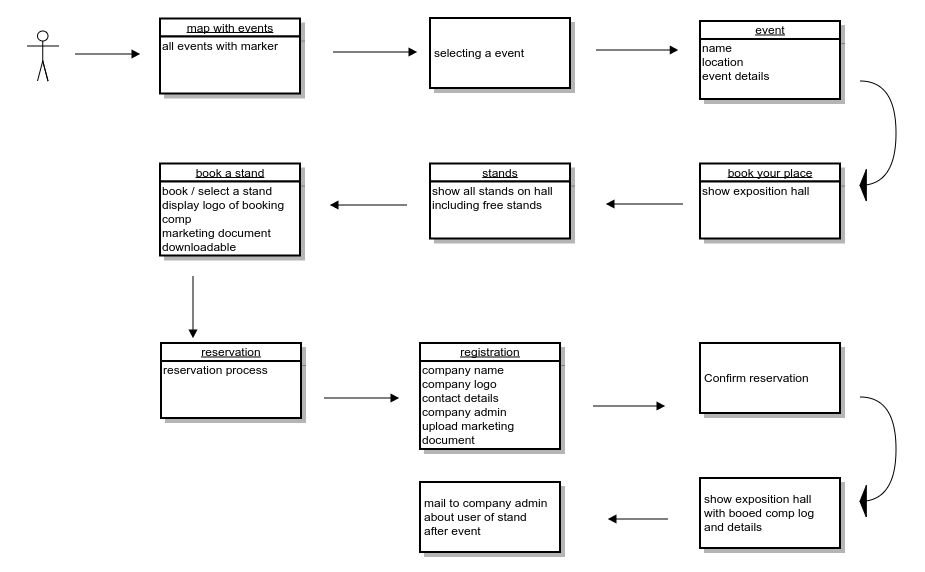 map with events
all events with marker
selecting a event
event
name
location
event details
book your place
show exposition hall
stands
show all stands on hall
including free stands
book a stand
book / select a stand
display logo of booking
comp
marketing document
downloadable
reservation
reservation process
registration
company name
company logo
contact details
company admin
upload marketing
document
Confirm reservation
show exposition hall
with booed comp log
and details
mail to company admin
about user of stand
after event